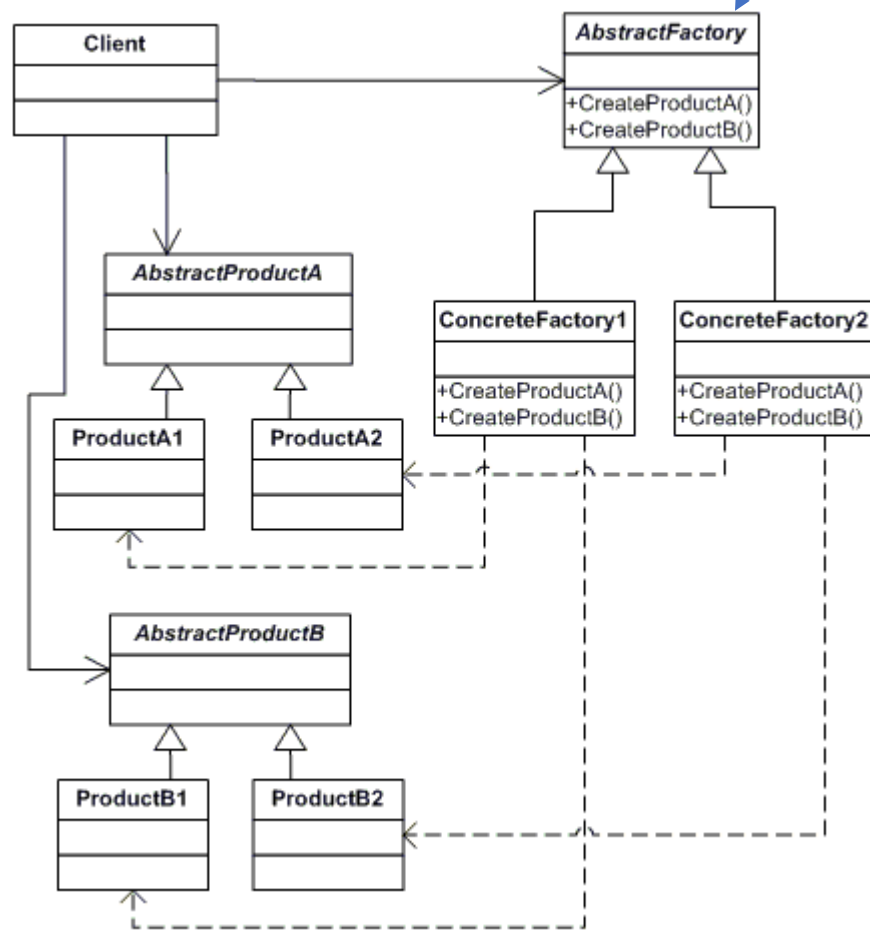 Client
AbstractFactory
+CreateProductA()
+CreateProductB()
AbstractProductA
ConcreteFactory1
+CreateProductA()
+CreateProductB()
ConcreteFactory2
+CreateProductA()
+CreateProductB()
ProductA1
ProductA2
AbstractProductB
ProductB1
ProductB2